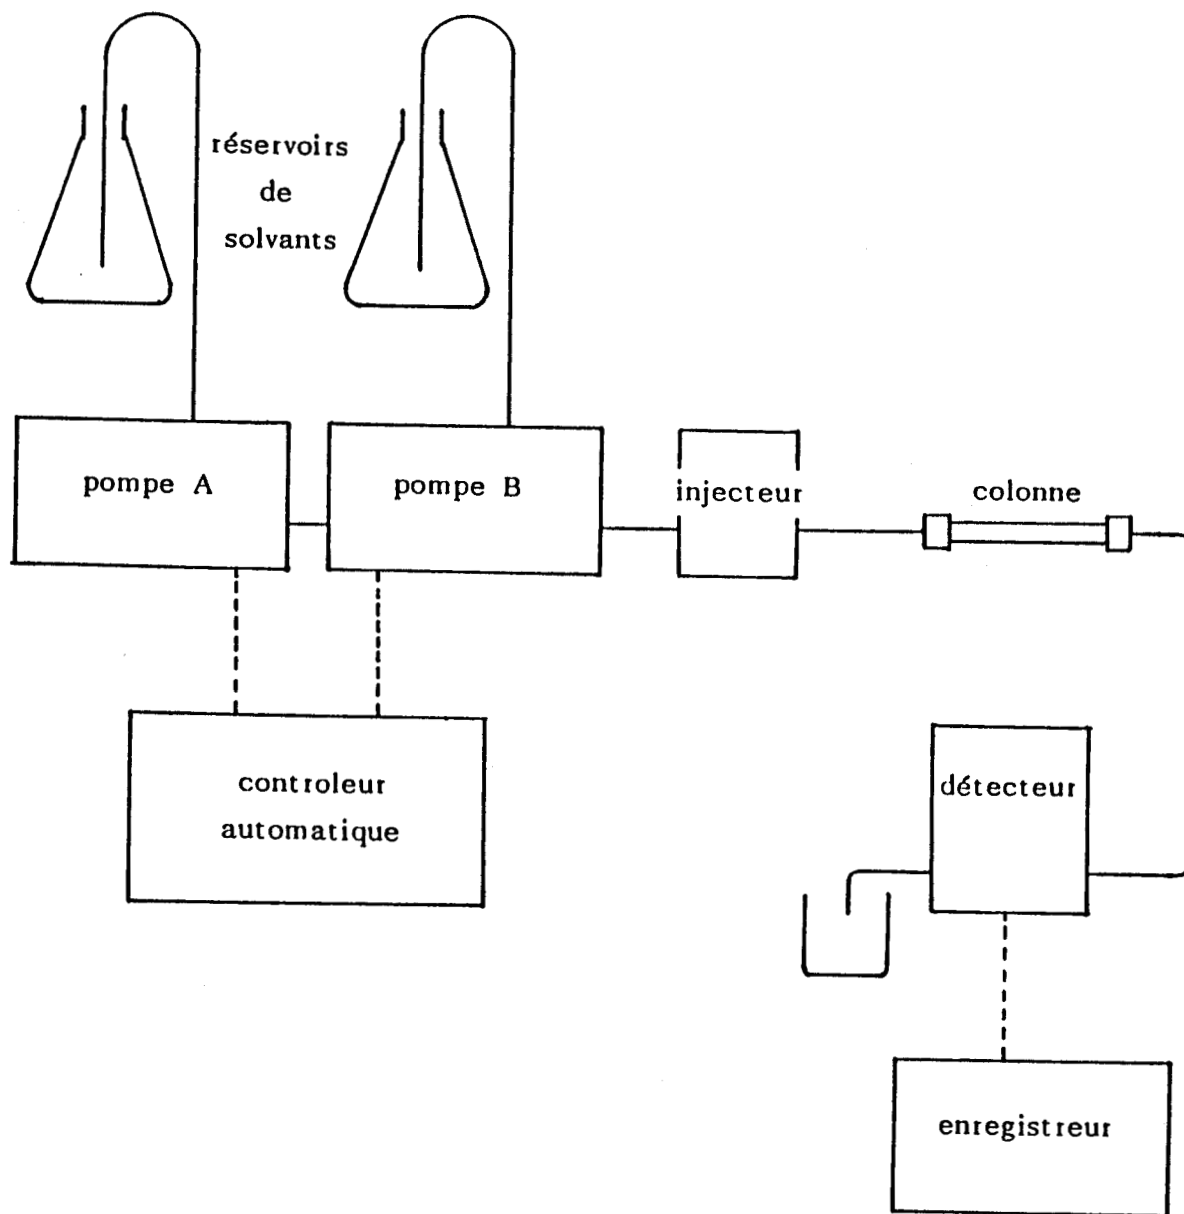 réservoirs
de
solvants
pompe A
pompe B
injecteur
colonne
controleur
automatique
détecteur
enregistreur